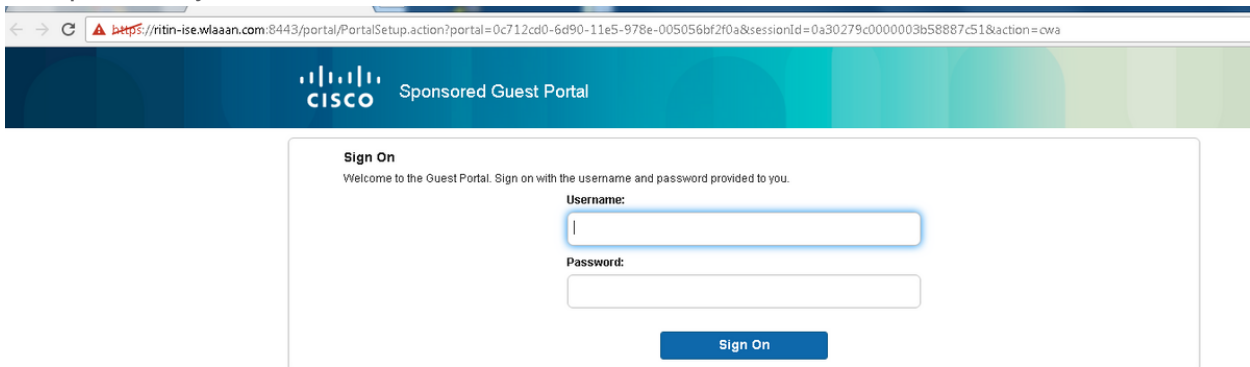 https://ritin-ise.wlaaan.com:8443/portal/PortalSetup.action?portal=0c712cd0-6d90-11e5-978e-005056bf2f0a&sessionId=0a30279c0000003b58887c51&action=cwa
CISCO Sponsored Guest Portal
Sign On
Welcome to the Guest Portal. Sign on with the username and password provided to you.
Username:
Password:
Sign On